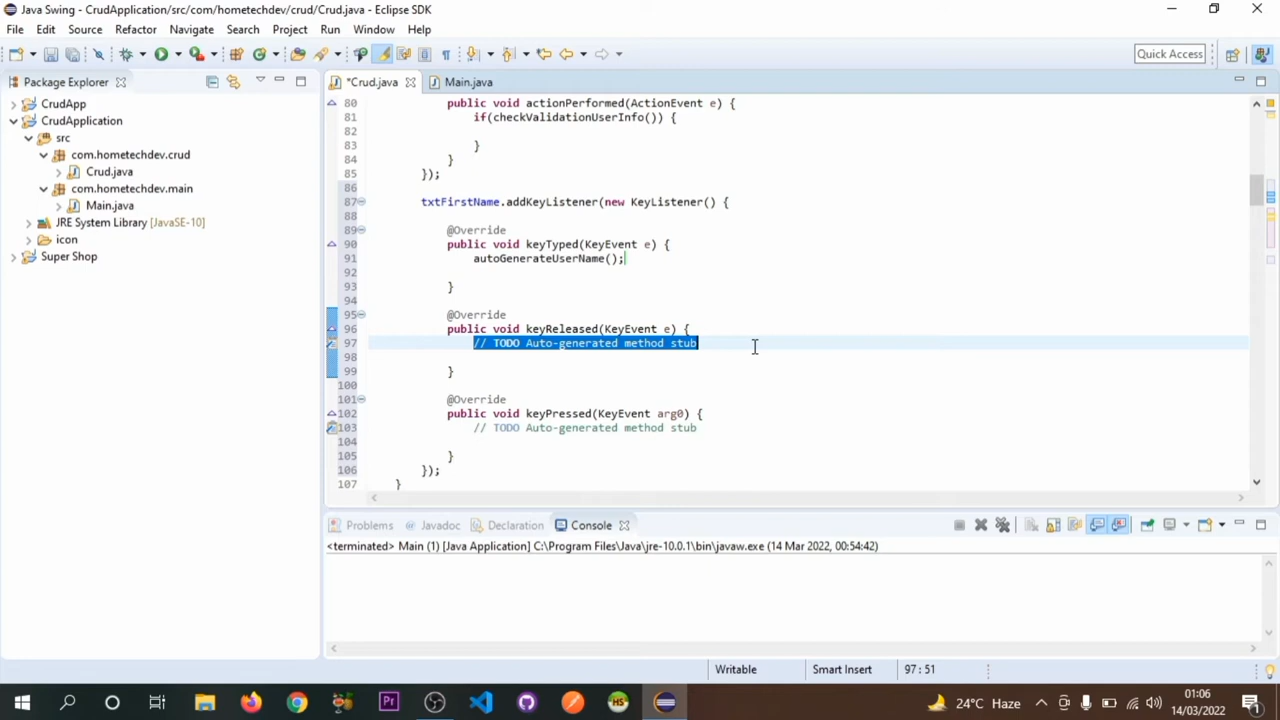 Java Swing - CrudApplication/src/com/hometechdev/crud/Crud.java - Eclipse SDK
File Edit Source Refactor Navigate Search Project Run Window Help
Quick Access
Package Explorer
*Crud.java Main.java
CrudApp
CrudApplication
src
com.hometechdev.crud
Crud.java
com.hometechdev.main
Main.java
JRE System Library [JavaSE-10]
icon
Super Shop
80 public void actionPerformed(ActionEvent e) {
81 if(checkValidationUserInfo()) {
82
83 }
84 }
85 });
86
87 txtFirstName.addKeyListener(new KeyListener() {
88
89 @Override
90 public void keyTyped(KeyEvent e) {
91 autoGenerateUserName();
92
93 }
94
95 @Override
96 public void keyReleased(KeyEvent e) {
97 // TODO Auto-generated method stub
98
99 }
100
101 @Override
102 public void keyPressed(KeyEvent arg0) {
103 // TODO Auto-generated method stub
104
105 }
106 });
107 }
Problems Javadoc Declaration Console
<terminated> Main (1) [Java Application] C:\Program Files\Java\jre-10.0.1\bin\javaw.exe (14 Mar 2022, 00:54:42)
Writable Smart Insert 97 : 51
Pr HS 24°C Haze 01:06
14/03/2022 1